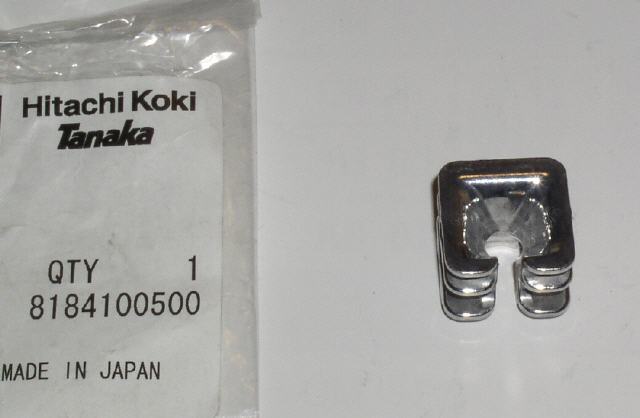 Hitachi Koki
Tanaka
QTY 1
8184100500
MADE IN JAPAN